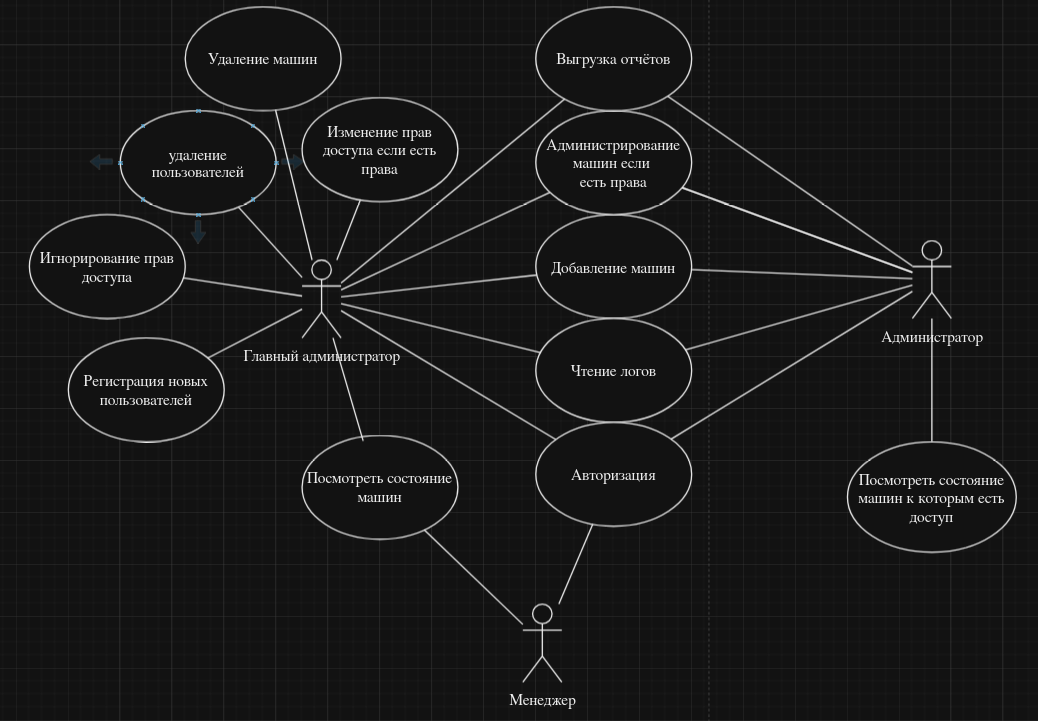 Удаление машин
Выгрузка отчётов
удаление
пользователей
Изменение прав
доступа если есть
права
Администрирование
машин если
есть права
Игнорирование прав
доступа
Добавление машин
Главный администратор
Администратор
Чтение логов
Регистрация новых
пользователей
Посмотреть состояние
машин
Авторизация
Посмотреть состояние
машин к которым есть
доступ
Менеджер